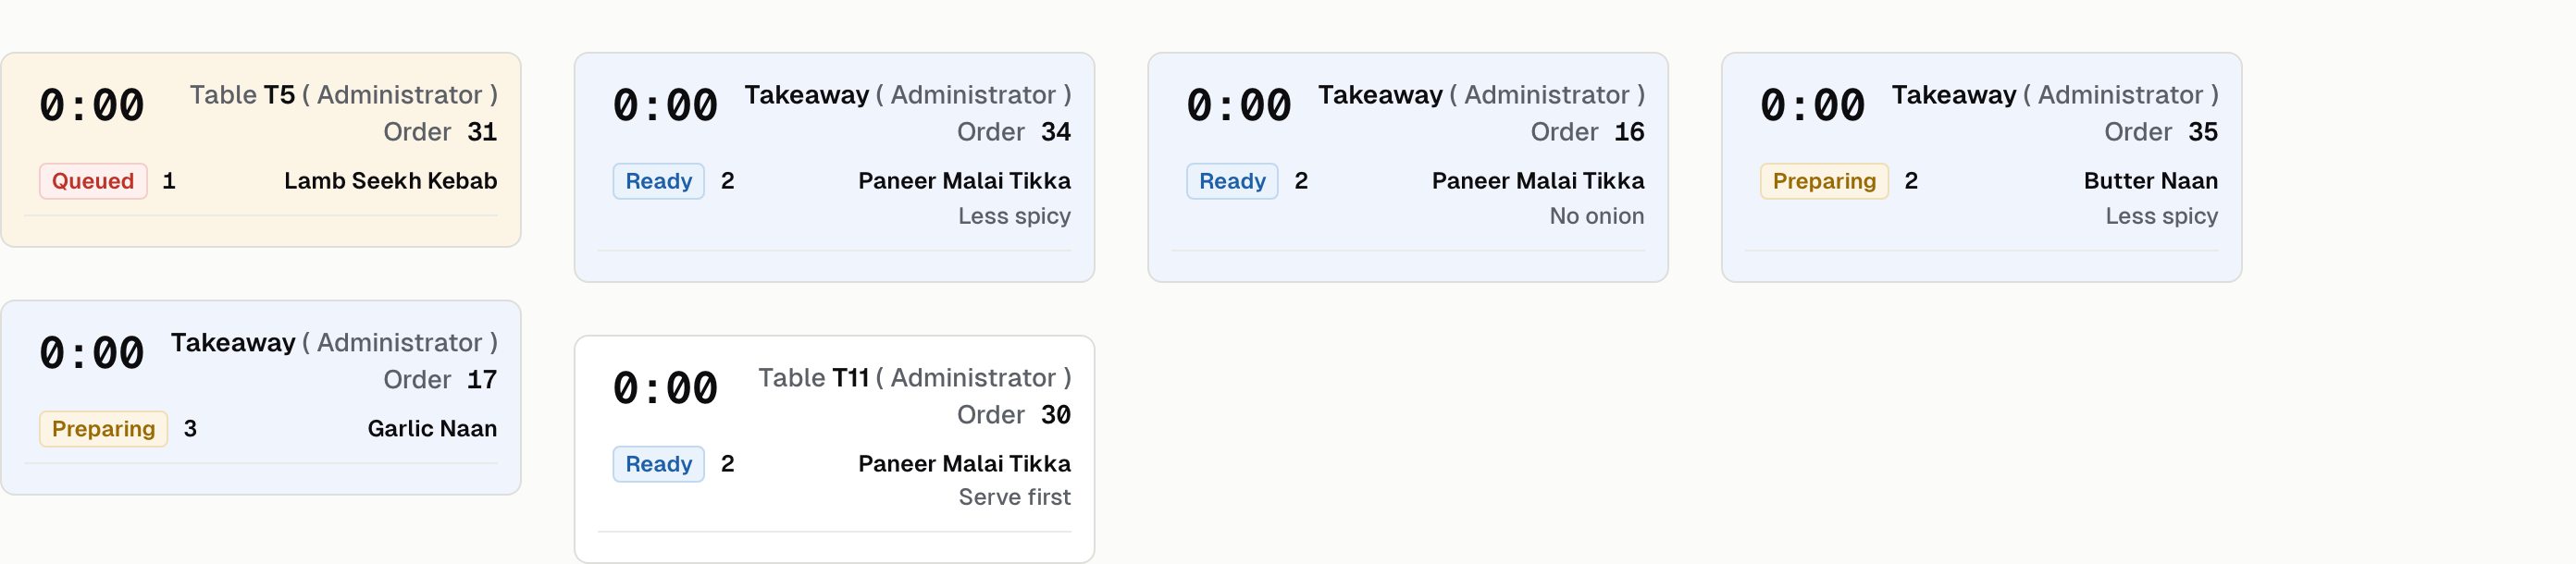 0:00 Table T5 ( Administrator )
Order 31
Queued 1 Lamb Seekh Kebab
0:00 Takeaway ( Administrator )
Order 17
Preparing 3 Garlic Naan
0:00 Takeaway ( Administrator )
Order 34
Ready 2 Paneer Malai Tikka
Less spicy
0:00 Table T11 ( Administrator )
Order 30
Ready 2 Paneer Malai Tikka
Serve first
0:00 Takeaway ( Administrator )
Order 16
Ready 2 Paneer Malai Tikka
No onion
0:00 Takeaway ( Administrator )
Order 35
Preparing 2 Butter Naan
Less spicy